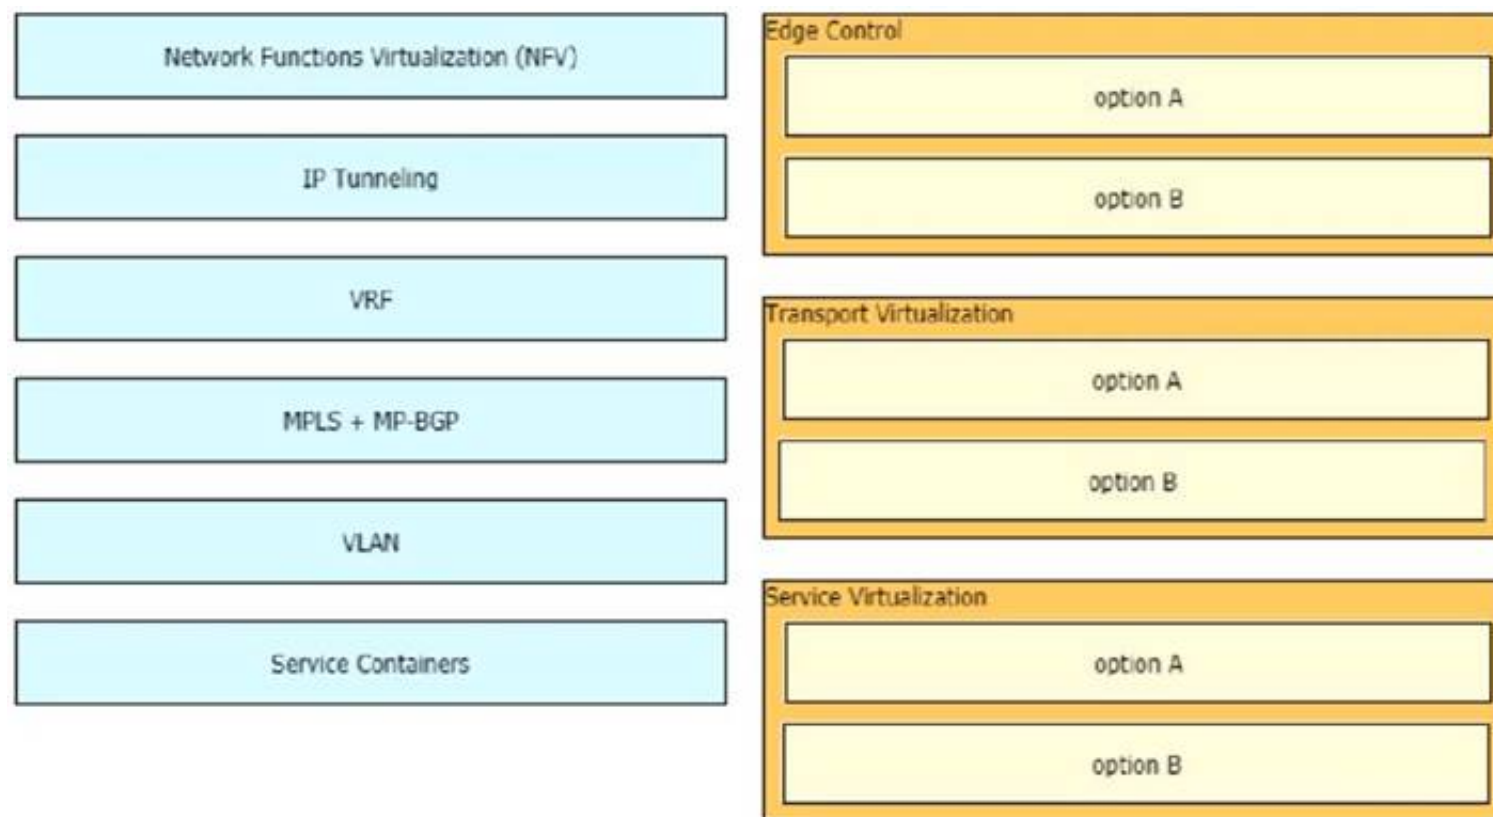 Network Functions Virtualization (NFV)
IP Tunneling
VRF
MPLS + MP-BGP
VLAN
Service Containers
Edge Control
option A
option B
Transport Virtualization
option A
option B
Service Virtualization
option A
option B